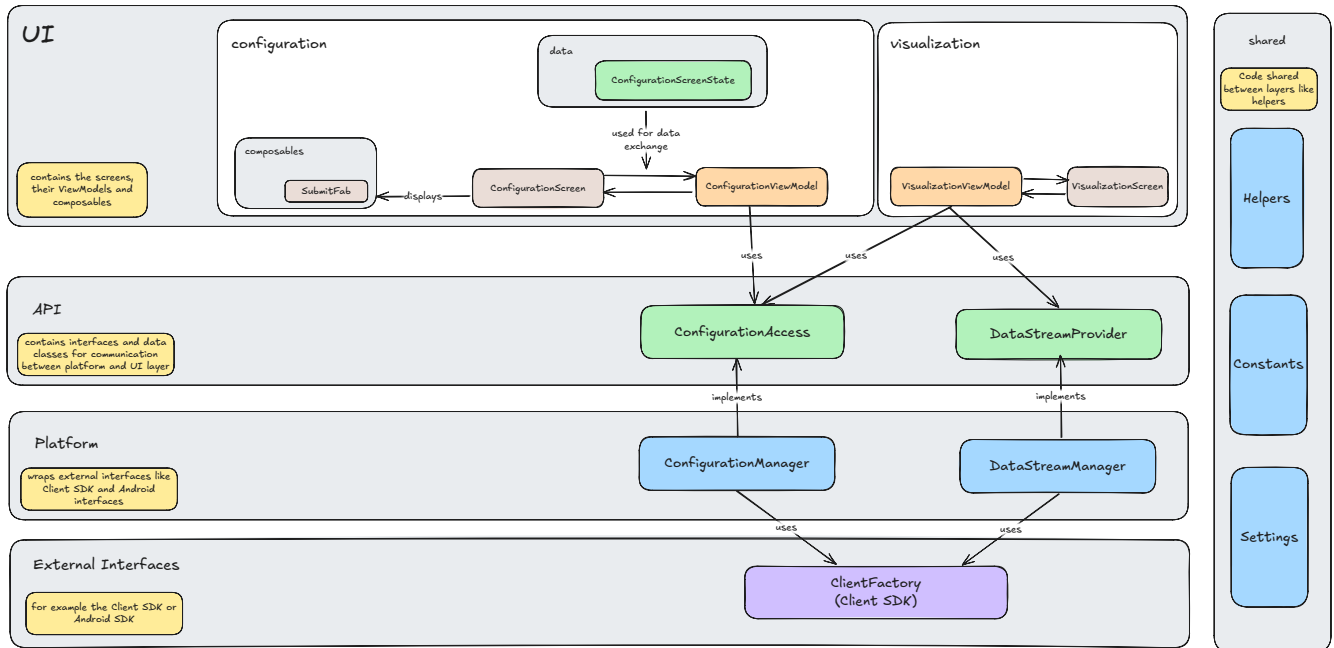 UI
configuration
data
ConfigurationScreenState
used for data
exchange
composables
SubmitFab
displays
ConfigurationScreen
ConfigurationViewModel
visualization
VisualizationViewModel
VisualizationScreen
contains the screens,
their ViewModels and
composables
uses
uses
uses
API
contains interfaces and data
classes for communication
between platform and UI layer
ConfigurationAccess
DataStreamProvider
implements
implements
Platform
wraps external interfaces like
Client SDK and Android
interfaces
ConfigurationManager
DataStreamManager
uses
uses
External Interfaces
for example the Client SDK or
Android SDK
ClientFactory
(Client SDK)
shared
Code shared
between layers like
helpers
Helpers
Constants
Settings